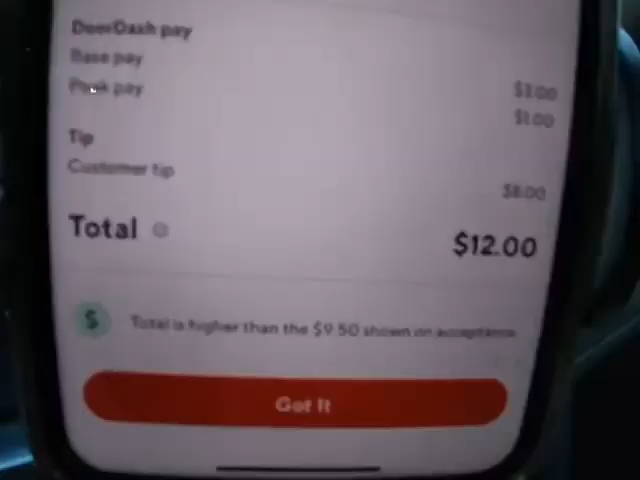 DoorDash pay
Base pay
$3.00
Peak pay
$1.00
Tip
Customer tip
$8.00
Total
$12.00
$
Total is higher than the $9.50 shown on acceptance
Got It